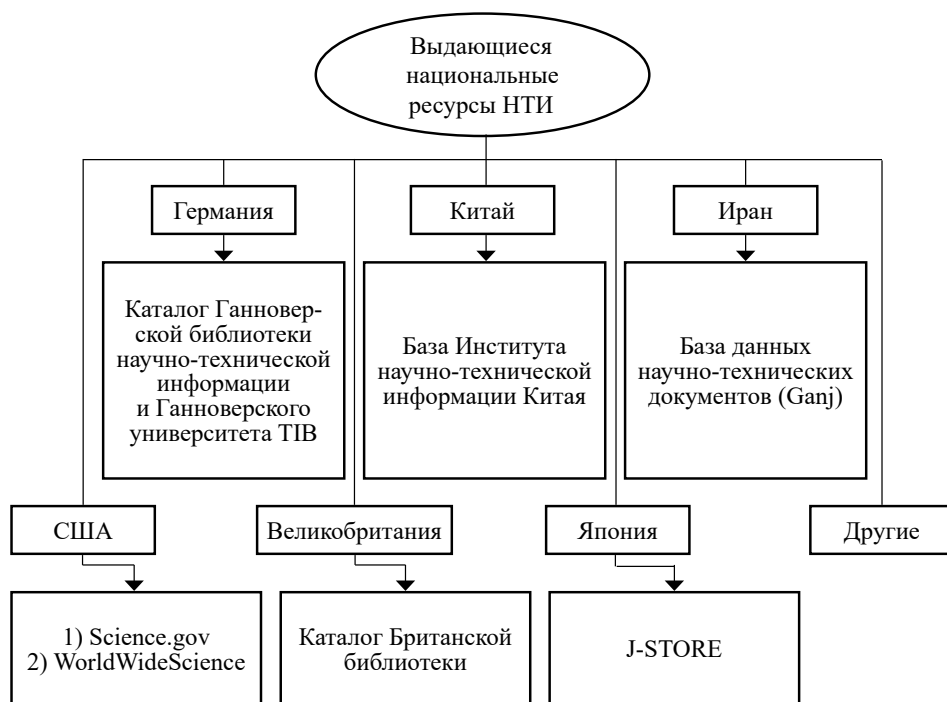 Выдающиеся
национальные
ресурсы НТИ
Германия
Китай
Иран
Каталог Ганновер-
ской библиотеки
научно-технической
информации
и Ганноверского
университета TIB
База Института
научно-технической
информации Китая
База данных
научно-технических
документов (Ganj)
США
Великобритания
Япония
Другие
1) Science.gov
2) WorldWideScience
Каталог Британской
библиотеки
J-STORE